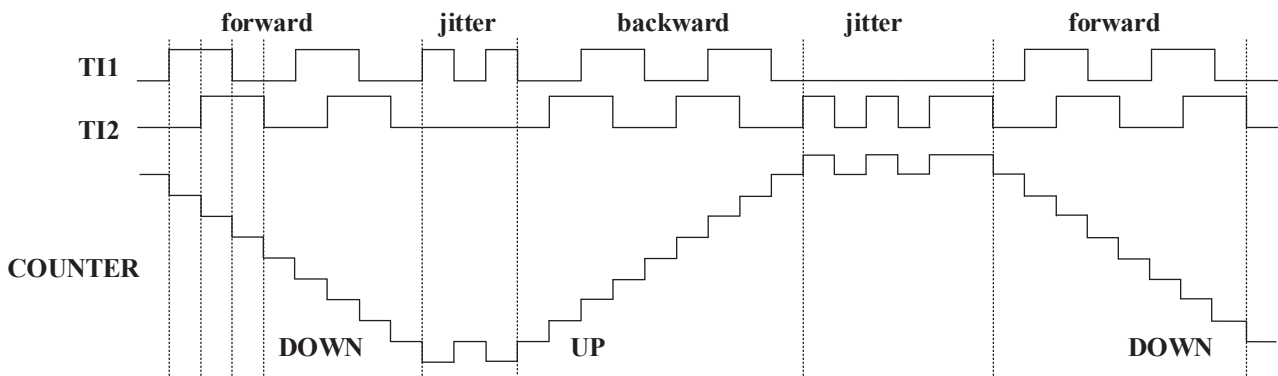 forward jitter backward jitter forward
TI1
TI2
COUNTER
DOWN UP DOWN